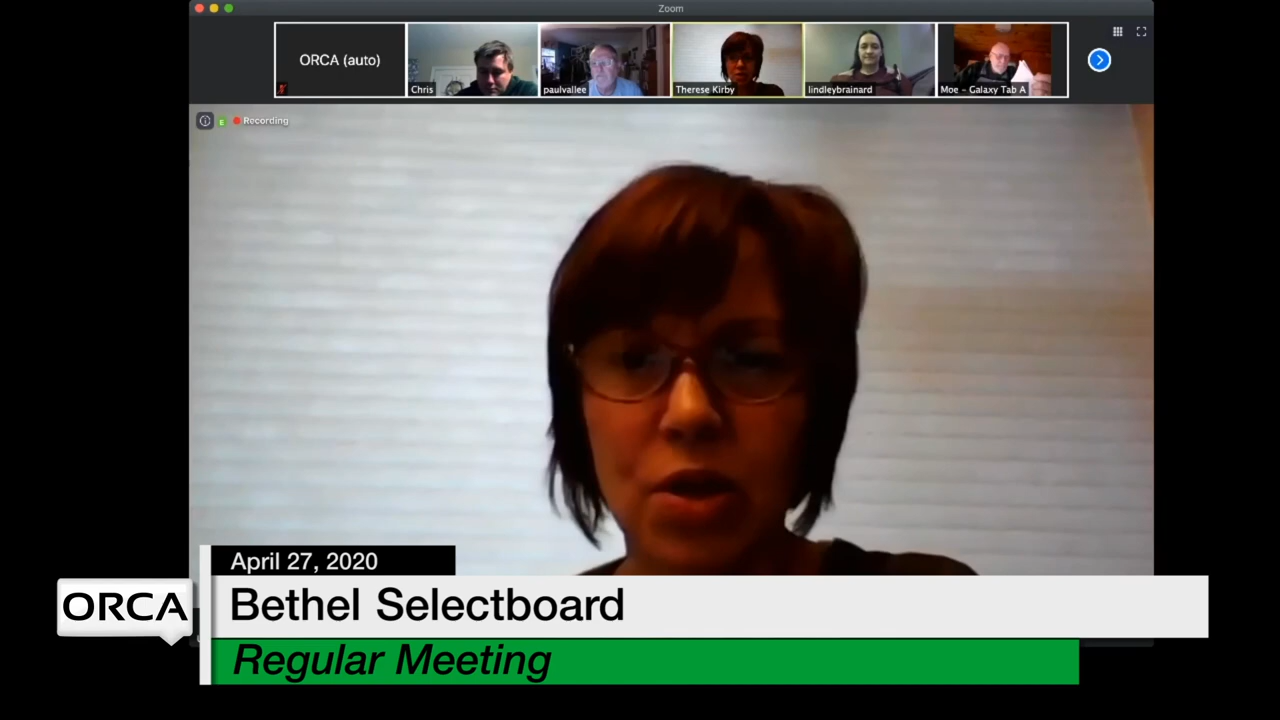 Zoom
ORCA (auto)
Chris
paulvallee
Therese Kirby
lindleybrainard
Moe - Galaxy Tab A
E
Recording
April 27, 2020
ORCA
Bethel Selectboard
Regular Meeting